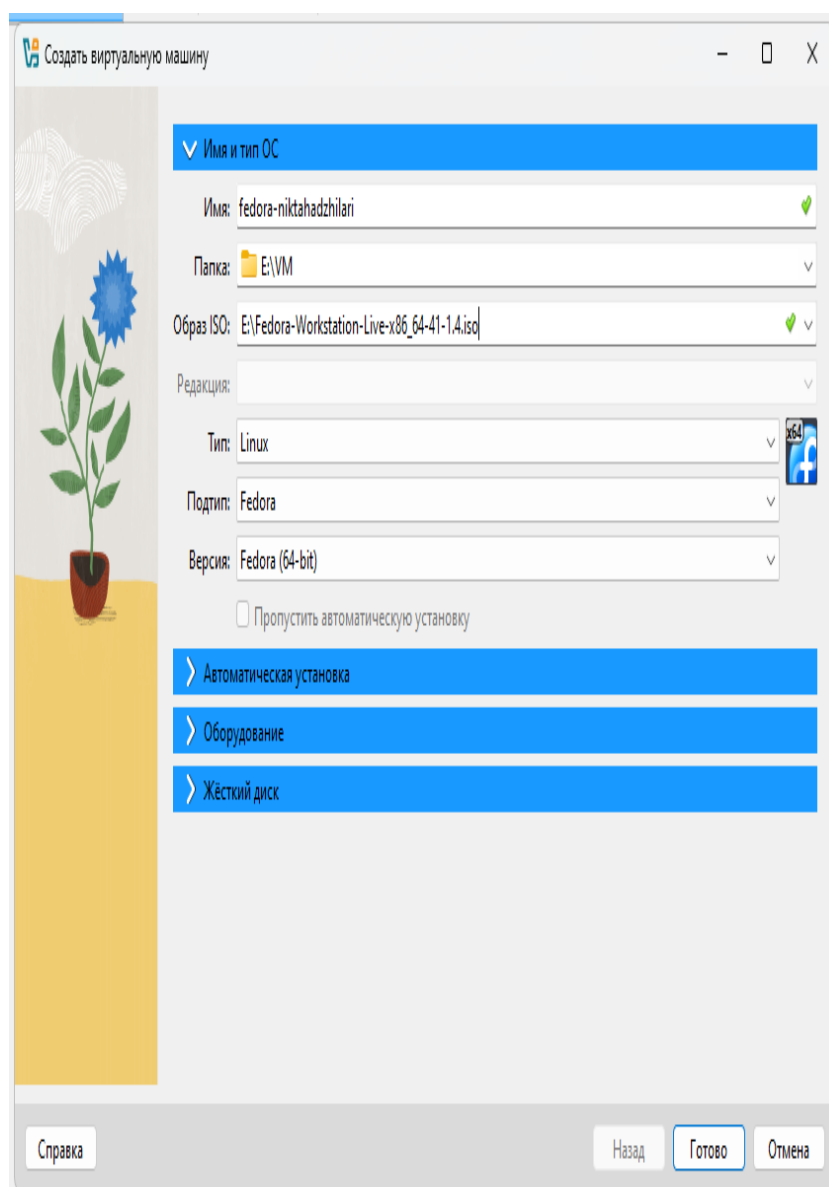 Создать виртуальную машину
Имя и тип ОС
Имя: fedora-niktahadzhilari
Папка: E:\VM
Образ ISO: E:\Fedora-Workstation-Live-x86_64-41-1.4.iso
Редакция:
Тип: Linux
x64
Подтип: Fedora
Версия: Fedora (64-bit)
Пропустить автоматическую установку
Автоматическая установка
Оборудование
Жёсткий диск
Справка Назад Готово Отмена